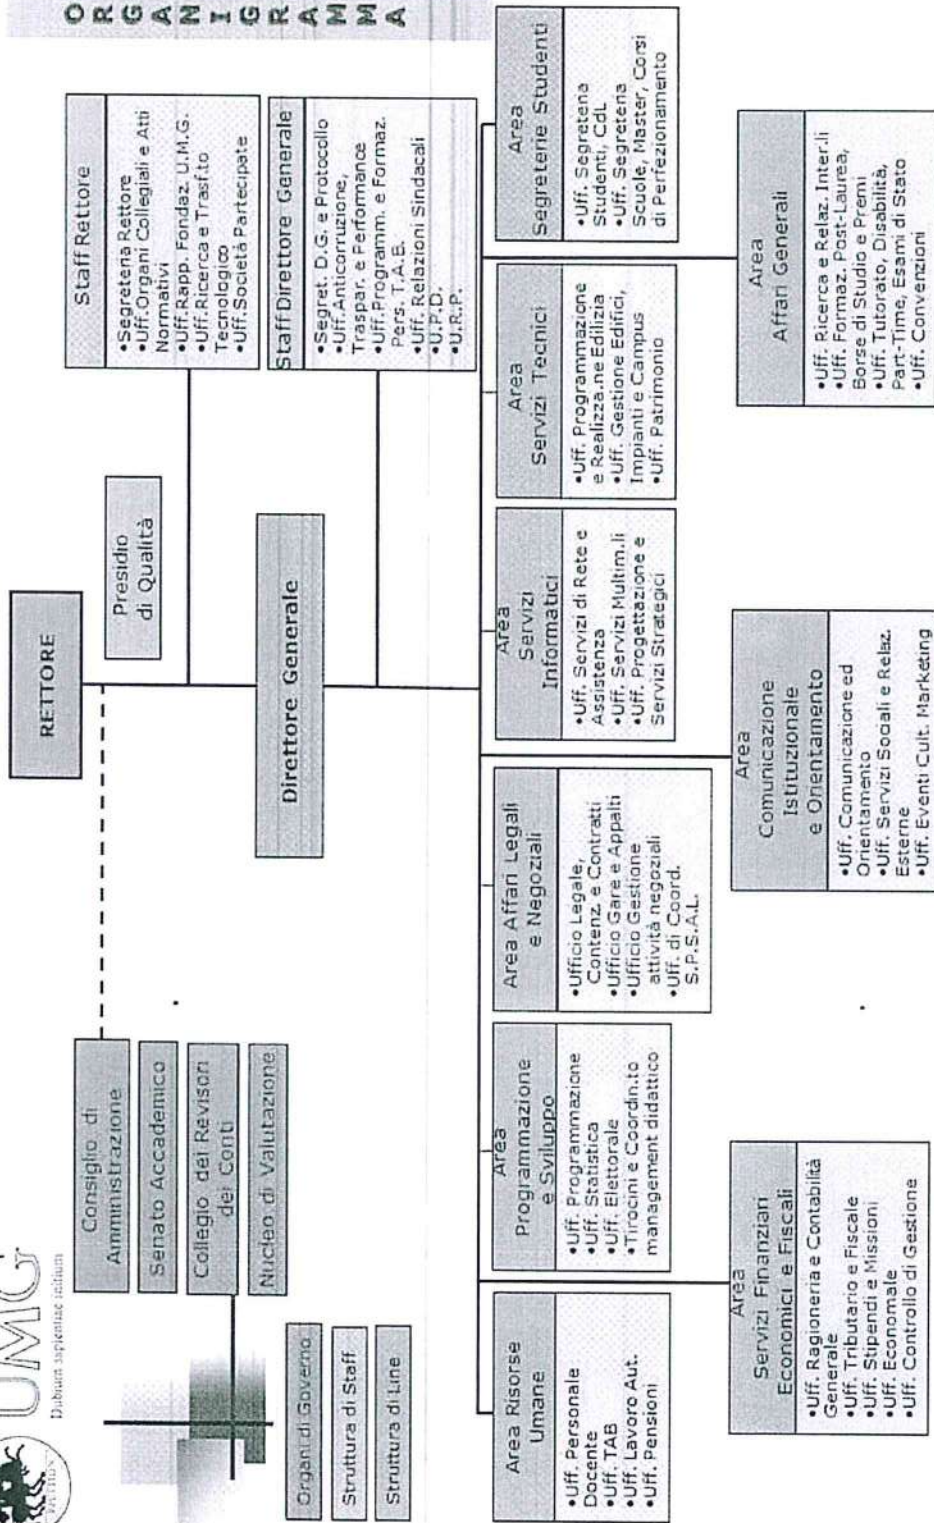 UMG
Dubium sapientiae initium
ORGANIGRAMMA
RETTORE
Presidio
di Qualità
Direttore Generale
Consiglio di
Amministrazione
Senato Accademico
Collegio dei Revisori
dei Conti
Nucleo di Valutazione
Organi di Governo
Struttura di Staff
Struttura di Line
Staff Rettore
•Segreteria Rettore
•Uff.Organi Collegiali e Atti
Normativi
•Uff.Rapp. Fondaz. U.M.G.
•Uff.Ricerca e Trasf.to
Tecnologico
•Uff.Società Partecipate
Staff Direttore Generale
•Segret. D.G. e Protocollo
•Uff.Anticorruzione,
Traspar. e Performance
•Uff.Programm. e Formaz.
Pers. T.A.B.
•Uff. Relazioni Sindacali
•U.P.D.
•U.R.P.
Area Risorse
Umane
•Uff. Personale
Docente
•Uff. TAB
•Uff. Lavoro Aut.
•Uff. Pensioni
Area
Programmazione
e Sviluppo
•Uff. Programmazione
•Uff. Statistica
•Uff. Elettorale
•Tirocini e Coordin.to
management didattico
Area Affari Legali
e Negoziali
•Ufficio Legale,
Contenz. e Contratti
•Ufficio Gare e Appalti
•Ufficio Gestione
attività negoziali
•Uff. di Coord.
S.P.S.A.L.
Area
Servizi
Informatici
•Uff. Servizi di Rete e
Assistenza
•Uff. Servizi Multim.li
•Uff. Progettazione e
Servizi Strategici
Area
Servizi Tecnici
•Uff. Programmazione
e Realizza.ne Edilizia
•Uff. Gestione Edifici,
Impianti e Campus
•Uff. Patrimonio
Area
Segreterie Studenti
•Uff. Segreteria
Studenti, CdL
•Uff. Segreteria
Scuole, Master, Corsi
di Perfezionamento
Area
Servizi Finanziari
Economici e Fiscali
•Uff. Ragioneria e Contabilità
Generale
•Uff. Tributario e Fiscale
•Uff. Stipendi e Missioni
•Uff. Economale
•Uff. Controllo di Gestione
Area
Comunicazione
Istituzionale
e Orientamento
•Uff. Comunicazione ed
Orientamento
•Uff. Servizi Sociali e Relaz.
Esterne
•Uff. Eventi Cult. Marketing
Area
Affari Generali
•Uff. Ricerca e Relaz. Inter.li
•Uff. Formaz. Post-Laurea,
Borse di Studio e Premi
•Uff. Tutorato, Disabilità,
Part-Time, Esami di Stato
•Uff. Convenzioni